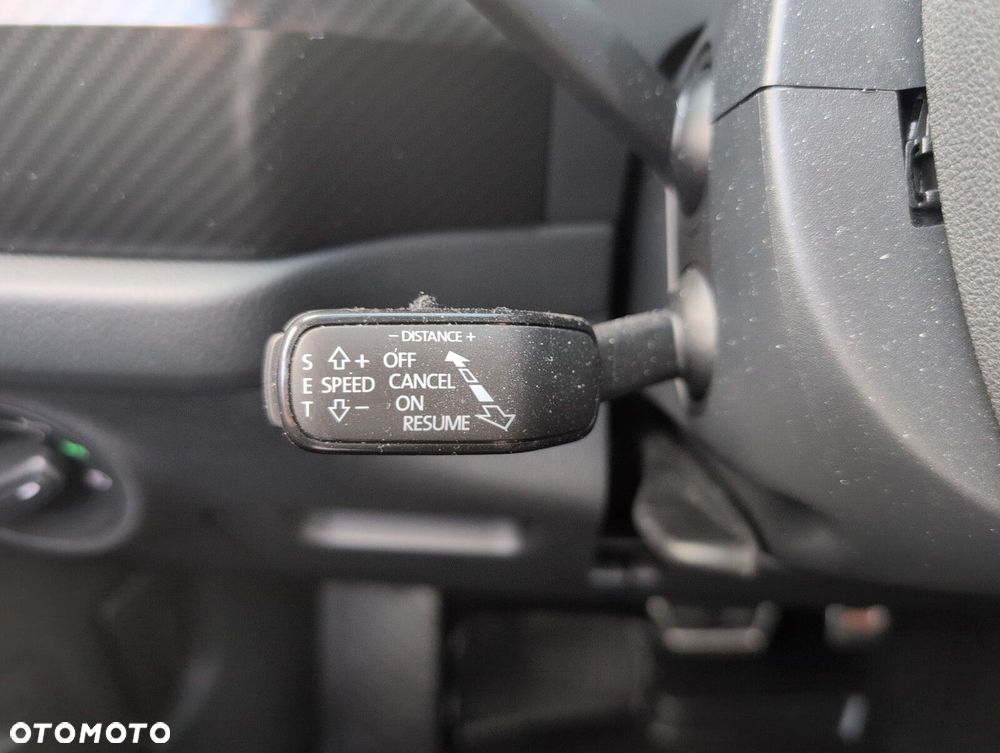 - DISTANCE +
S + OFF
E SPEED CANCEL
T - ON
RESUME
OTOMOTO